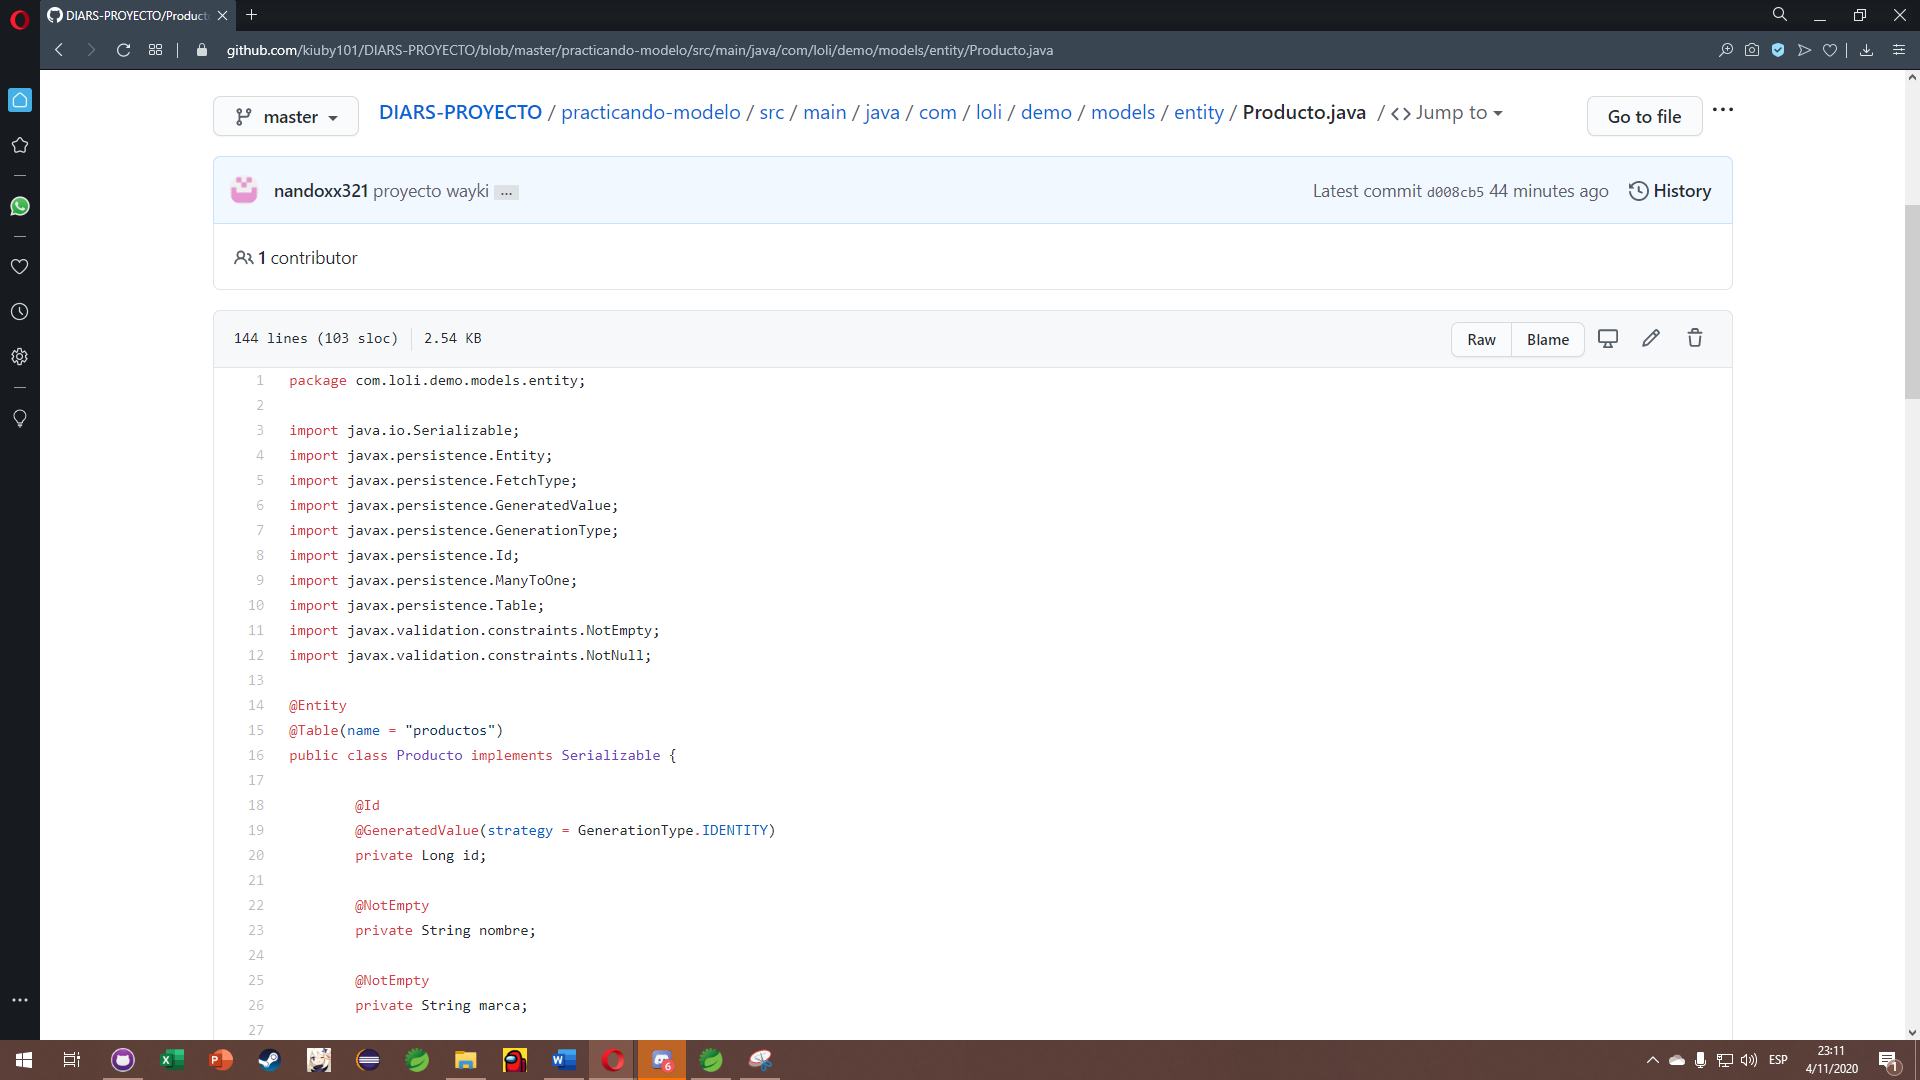 DIARS-PROYECTO/Product
github.com/kiuby101/DIARS-PROYECTO/blob/master/practicando-modelo/src/main/java/com/loli/demo/models/entity/Producto.java
master
DIARS-PROYECTO / practicando-modelo / src / main / java / com / loli / demo / models / entity / Producto.java / <> Jump to
Go to file
nandoxx321 proyecto wayki ...
Latest commit d008cb5 44 minutes ago
History
1 contributor
144 lines (103 sloc) 2.54 KB
Raw
Blame
1 package com.loli.demo.models.entity;
2
3 import java.io.Serializable;
4 import javax.persistence.Entity;
5 import javax.persistence.FetchType;
6 import javax.persistence.GeneratedValue;
7 import javax.persistence.GenerationType;
8 import javax.persistence.Id;
9 import javax.persistence.ManyToOne;
10 import javax.persistence.Table;
11 import javax.validation.constraints.NotEmpty;
12 import javax.validation.constraints.NotNull;
13
14 @Entity
15 @Table(name = "productos")
16 public class Producto implements Serializable {
17
18 @Id
19 @GeneratedValue(strategy = GenerationType.IDENTITY)
20 private Long id;
21
22 @NotEmpty
23 private String nombre;
24
25 @NotEmpty
26 private String marca;
27
6
ESP
23:11
4/11/2020
1